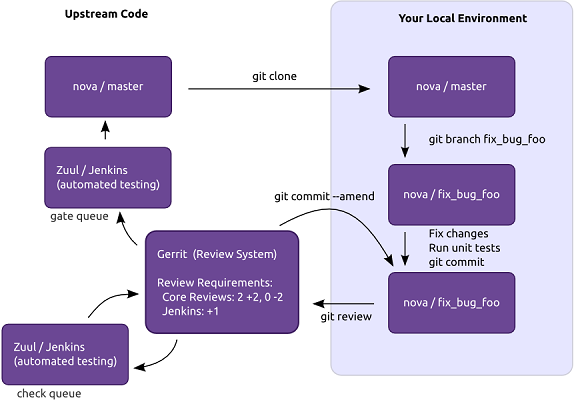 Upstream Code
Your Local Environment
nova / master
git clone
nova / master
git branch fix_bug_foo
Zuul / Jenkins
(automated testing)
gate queue
nova / fix_bug_foo
git commit --amend
Fix changes
Run unit tests
git commit
Gerrit  (Review System)
Review Requirements:
Core Reviews: 2 +2, 0 -2
Jenkins: +1
nova / fix_bug_foo
git review
Zuul / Jenkins
(automated testing)
check queue